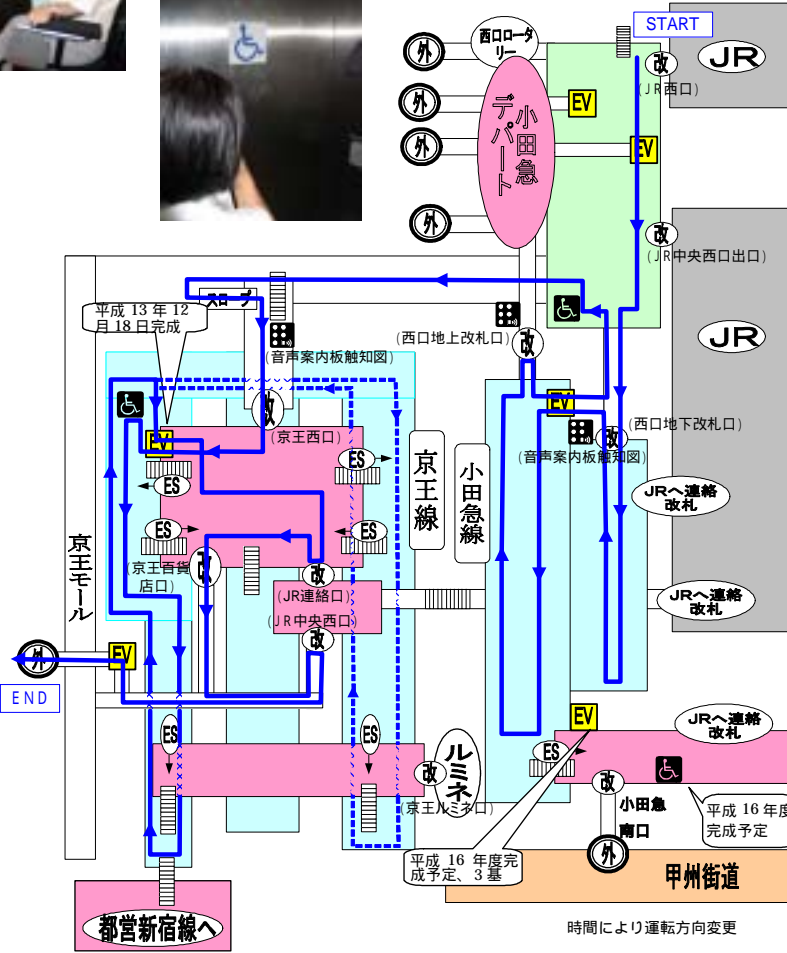 START
西口ロータ
リー
外
改
JR
(JR西口)
外
EV
小田急
デパート
外
EV
外
改
(JR中央西口出口)
スロープ
平成 13 年 12
月 18 日完成
(西口地上改札口)
改
JR
(音声案内板触知図)
改
(京王西口)
EV
EV
(西口地下改札口)
改
(音声案内板触知図)
ES
ES
京王線
小田急線
JRへ連絡
改札
ES
ES
京王モール
(京王百貨
店口)
改
改
(JR連絡口)
JRへ連絡
改札
(JR中央西口)
改
外
EV
END
EV
JRへ連絡
改札
ES
ES
ES
ルミネ
改
(京王ルミネ口)
改
小田急
南口
平成 16 年度
完成予定
平成 16 年度完
成予定、3 基
外
甲州街道
都営新宿線へ
時間により運転方向変更